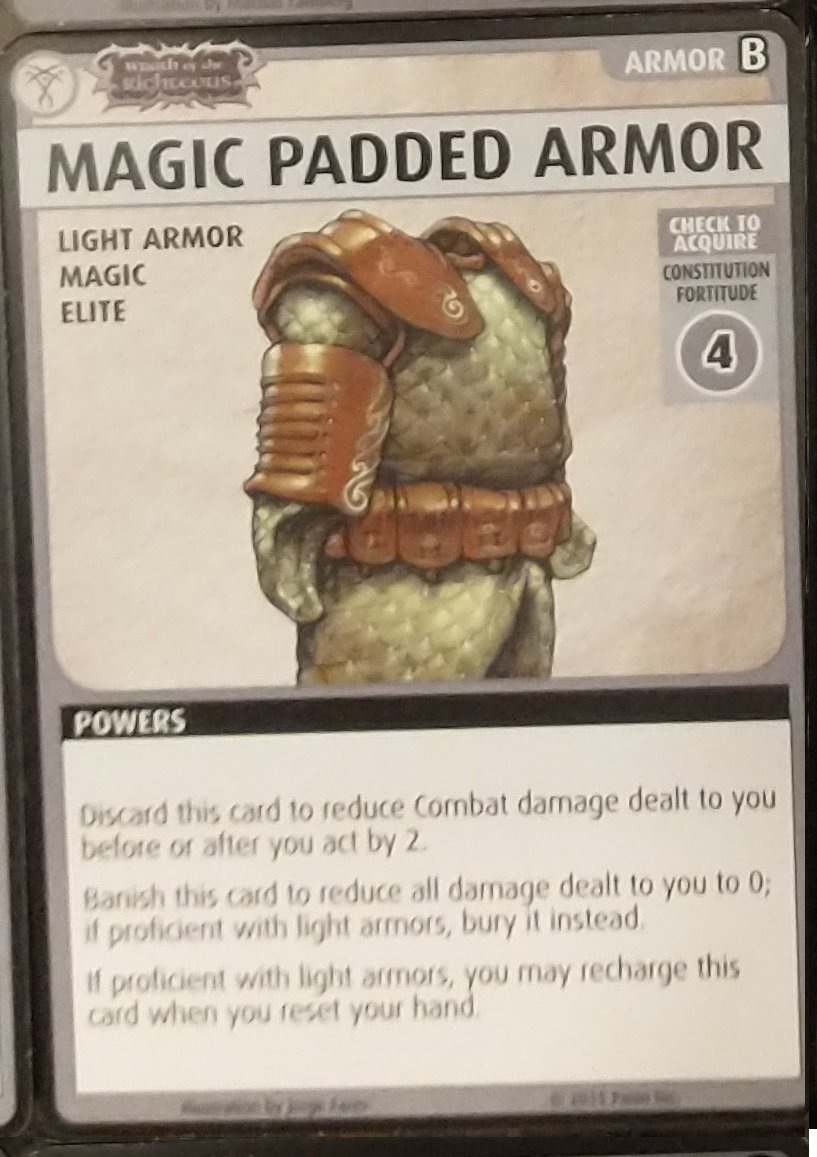 Wrath of the
Righteous
ARMOR B
MAGIC PADDED ARMOR
LIGHT ARMOR
MAGIC
ELITE
CHECK TO
ACQUIRE
CONSTITUTION
FORTITUDE
4
POWERS
Discard this card to reduce Combat damage dealt to you
before or after you act by 2.
Banish this card to reduce all damage dealt to you to 0;
if proficient with light armors, bury it instead.
If proficient with light armors, you may recharge this
card when you reset your hand.
Illustration by Jorge
Paizo Inc.